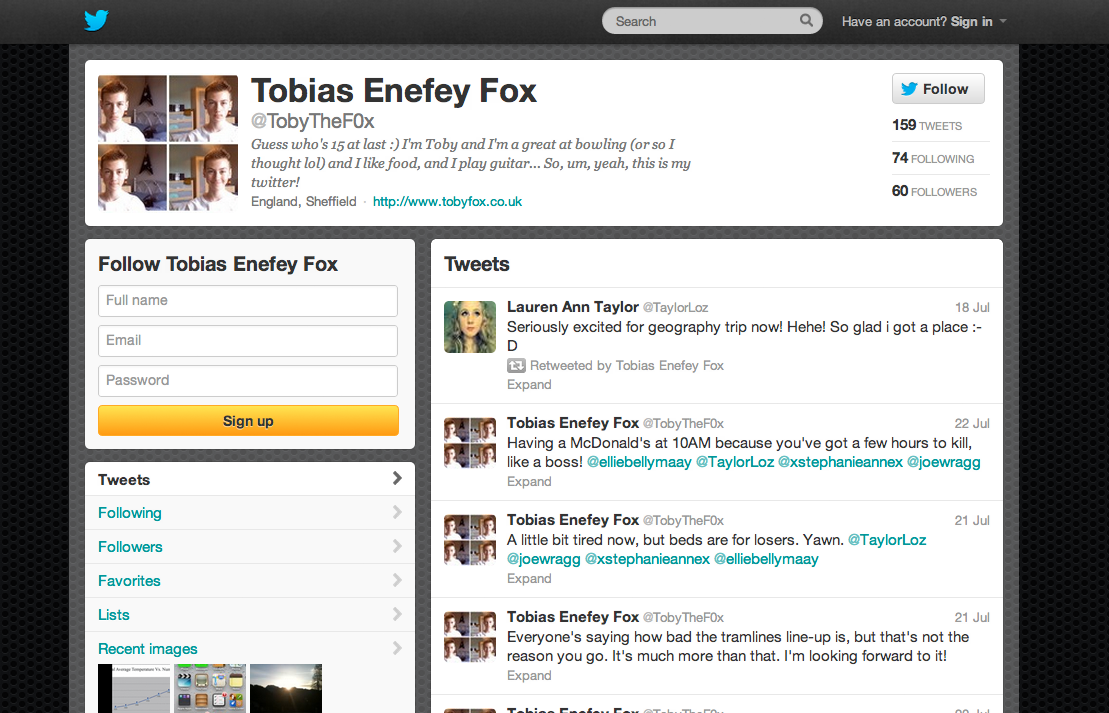 Search
Have an account? Sign in
Tobias Enefey Fox
@TobyTheF0x
Guess who's 15 at last :) I'm Toby and I'm a great at bowling (or so I
thought lol) and I like food, and I play guitar... So, um, yeah, this is my
twitter!
England, Sheffield · http://www.tobyfox.co.uk
Follow
159 TWEETS
74 FOLLOWING
60 FOLLOWERS
Follow Tobias Enefey Fox
Full name
Email
Password
Sign up
Tweets
Following
Followers
Favorites
Lists
Recent images
Average Temperature Vs.
Tweets
Lauren Ann Taylor @TaylorLoz 18 Jul
Seriously excited for geography trip now! Hehe! So glad i got a place :-
D
Retweeted by Tobias Enefey Fox
Expand
Tobias Enefey Fox @TobyTheF0x 22 Jul
Having a McDonald's at 10AM because you've got a few hours to kill,
like a boss! @elliebellymaay @TaylorLoz @xstephanieannex @joewragg
Expand
Tobias Enefey Fox @TobyTheF0x 21 Jul
A little bit tired now, but beds are for losers. Yawn. @TaylorLoz
@joewragg @xstephanieannex @elliebellymaay
Expand
Tobias Enefey Fox @TobyTheF0x 21 Jul
Everyone's saying how bad the tramlines line-up is, but that's not the
reason you go. It's much more than that. I'm looking forward to it!
Expand
Tobias Enefey Fox @TobyTheF0x